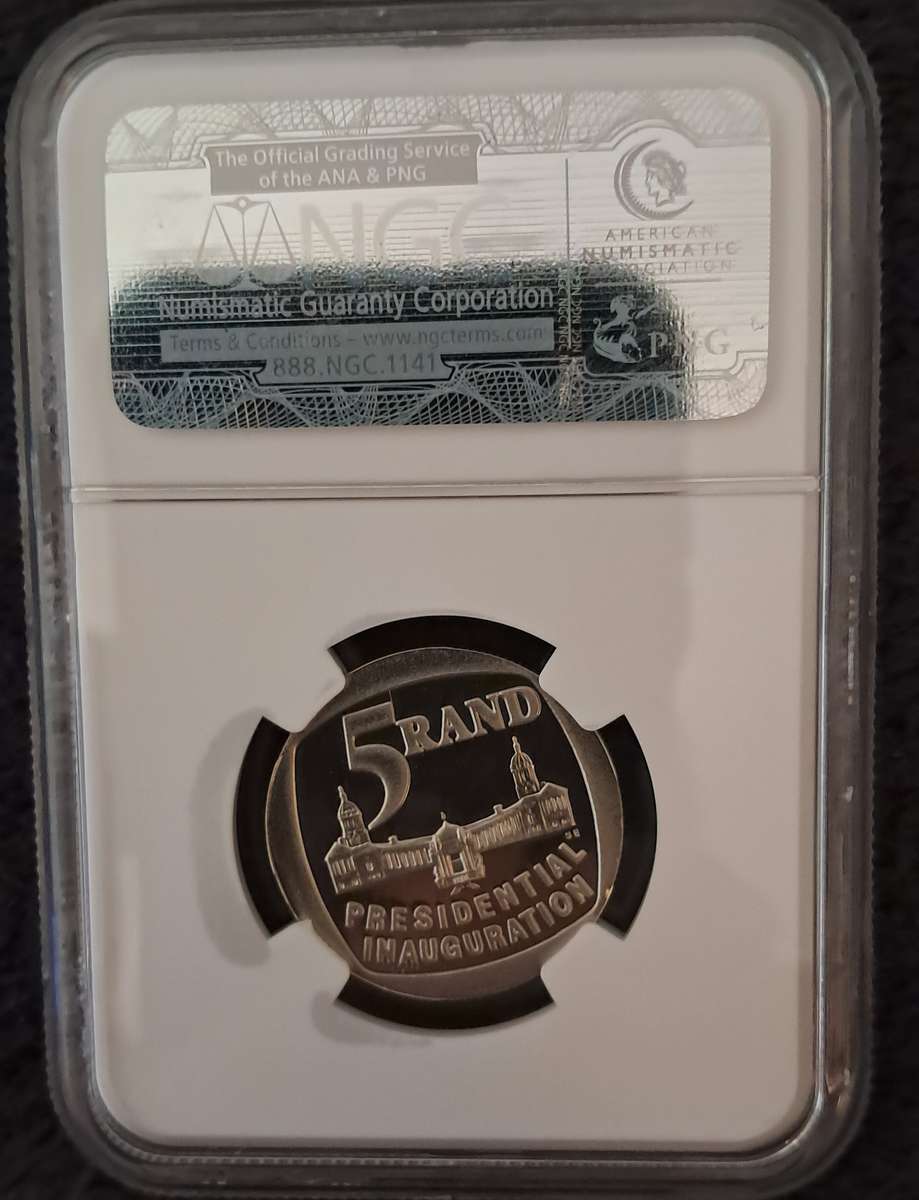 The Official Grading Service
of the ANA & PNG
NGC
AMERICAN
NUMISMATIC
ASSOCIATION
Numismatic Guaranty Corporation
Terms & Conditions – www.ngcterms.com
888.NGC.1141
PNG
5 RAND
PRESIDENTIAL
INAUGURATION